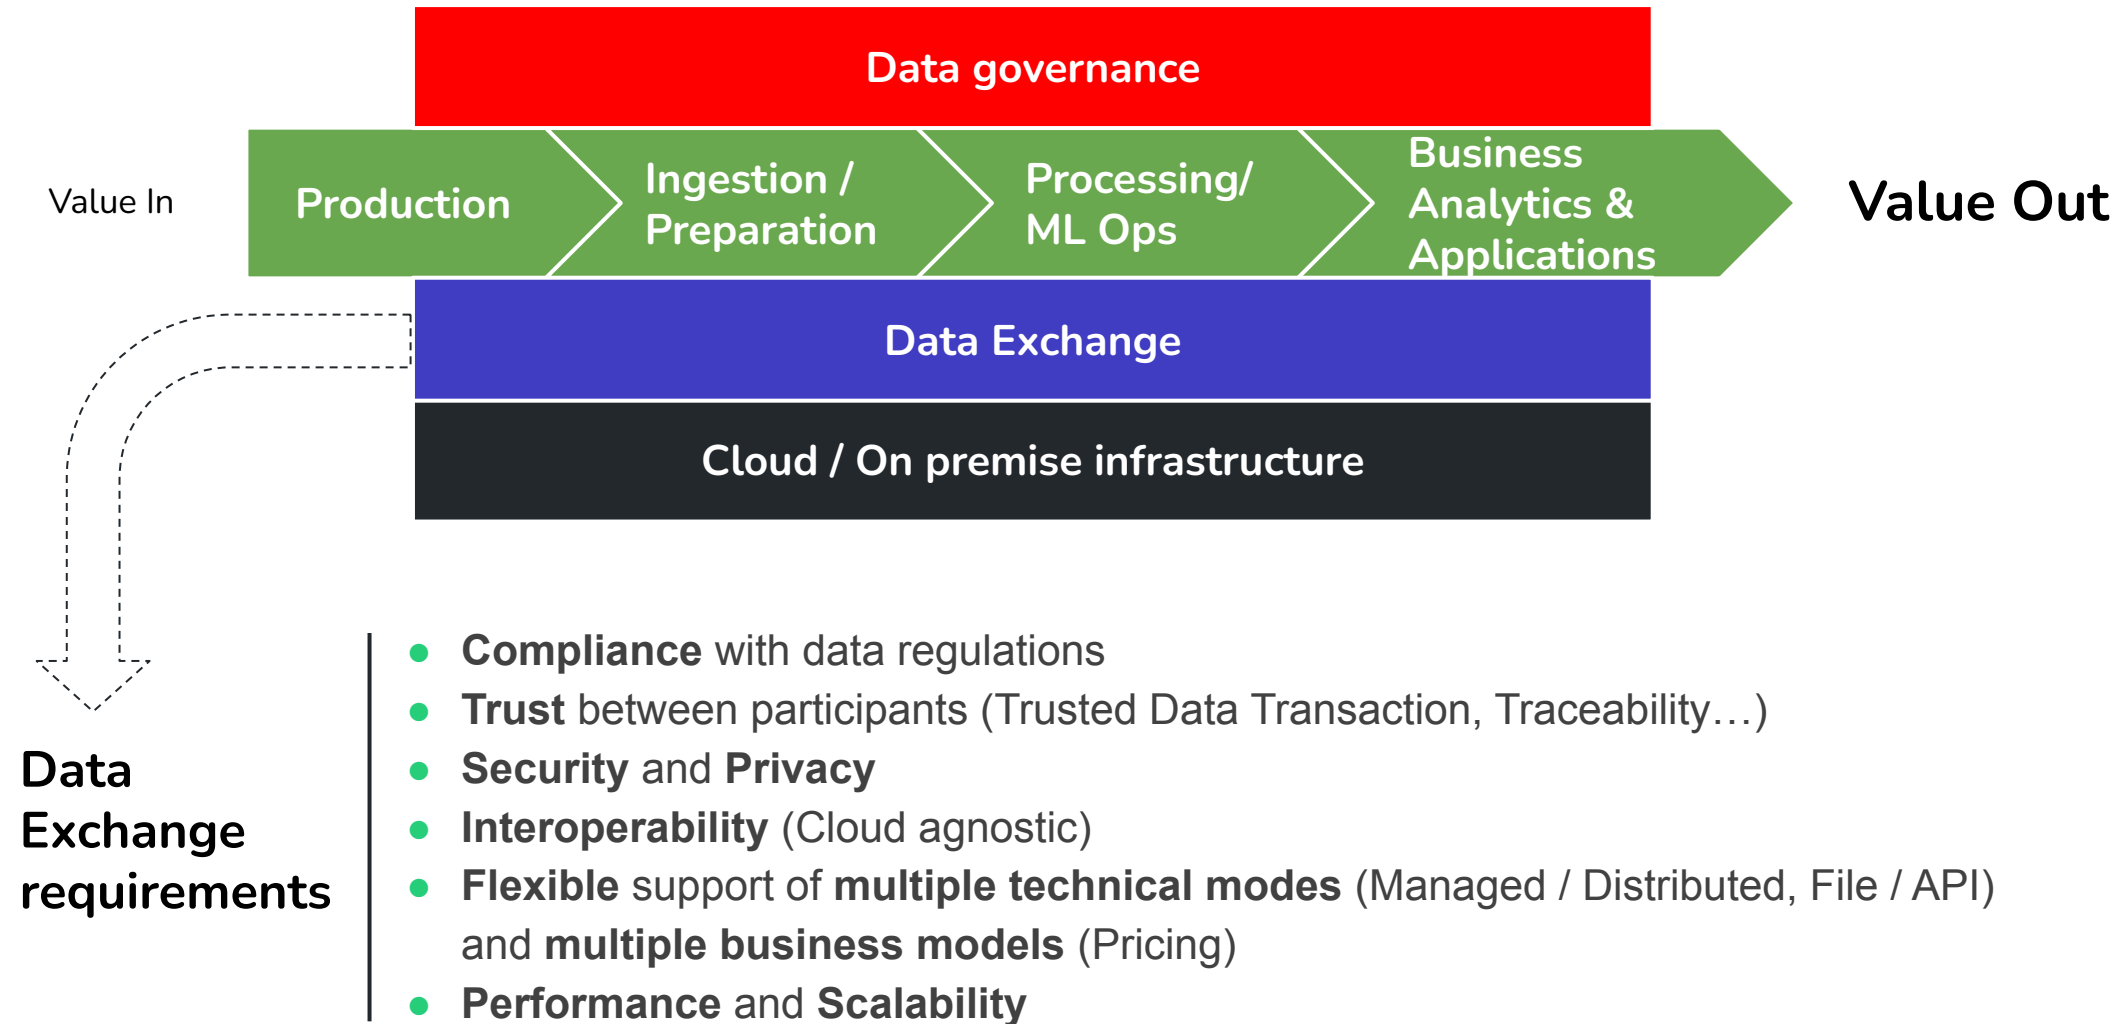 Data governance
Value In
Production
Ingestion /
Preparation
Processing/
ML Ops
Business
Analytics &
Applications
Value Out
Data Exchange
Cloud / On premise infrastructure
Data
Exchange
requirements
● Compliance with data regulations
● Trust between participants (Trusted Data Transaction, Traceability…)
● Security and Privacy
● Interoperability (Cloud agnostic)
● Flexible support of multiple technical modes (Managed / Distributed, File / API)
and multiple business models (Pricing)
● Performance and Scalability